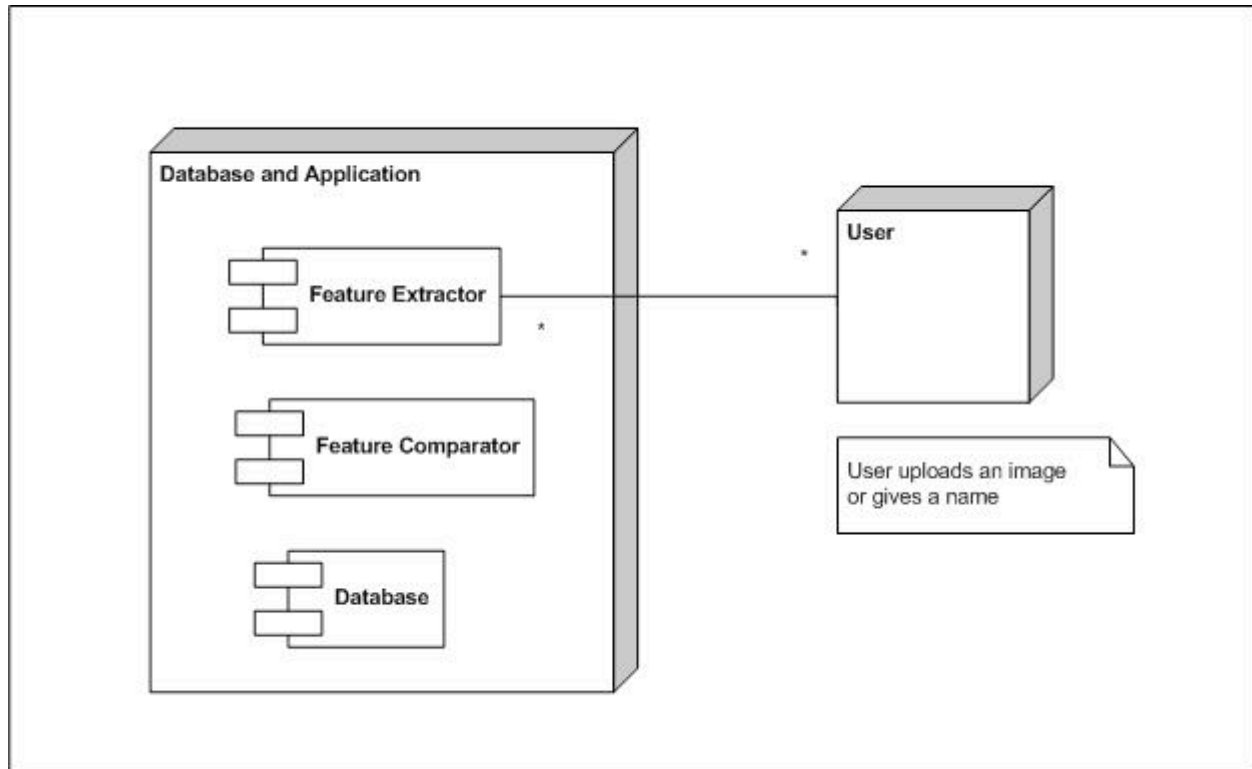 Database and Application
Feature Extractor
*
*
User
Feature Comparator
User uploads an image
or gives a name
Database